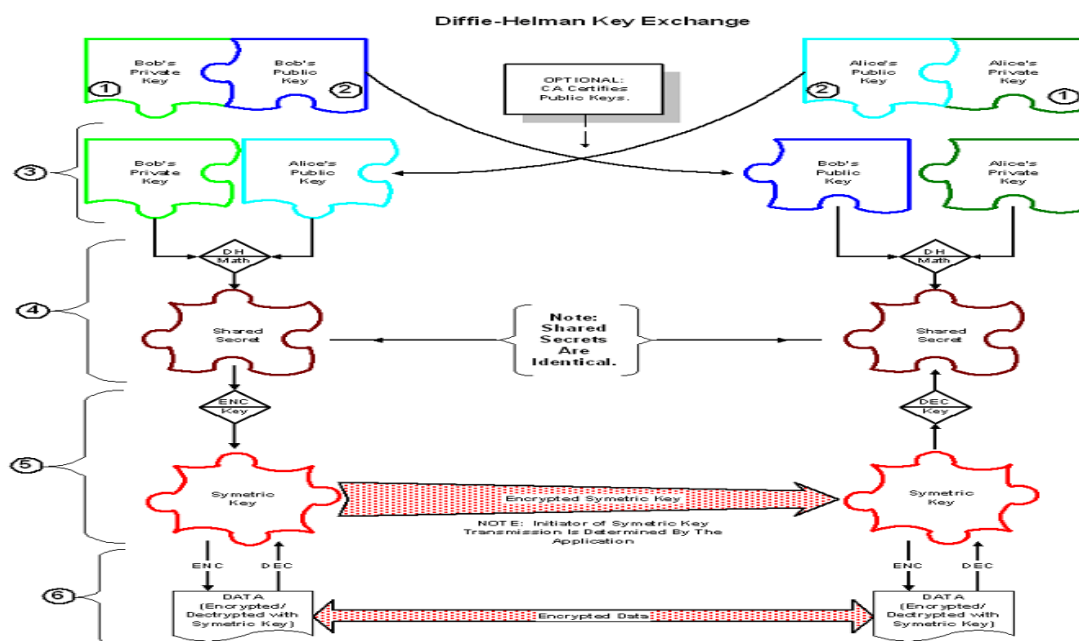 Diffie-Helman Key Exchange
Bob's
Private
Key
1
Bob's
Public
Key
2
OPTIONAL:
CA Certifies
Public Keys.
Alice's
Public
Key
2
Alice's
Private
Key
1
3
Bob's
Private
Key
Alice's
Public
Key
Bob's
Public
Key
Alice's
Private
Key
DH
Math
DH
Math
4
Shared
Secret
Note:
Shared
Secrets
Are
Identical.
Shared
Secret
ENC
Key
DEC
Key
5
Symetric
Key
Encrypted Symetric Key
NOTE: Initiator of Symetric Key
Transmission Is Determined By The
Application
Symetric
Key
ENC
DEC
ENC
DEC
6
DATA
(Encrypted/
Dectrypted with
Symetric Key)
Encrypted Data
DATA
(Encrypted/
Dectrypted with
Symetric Key)